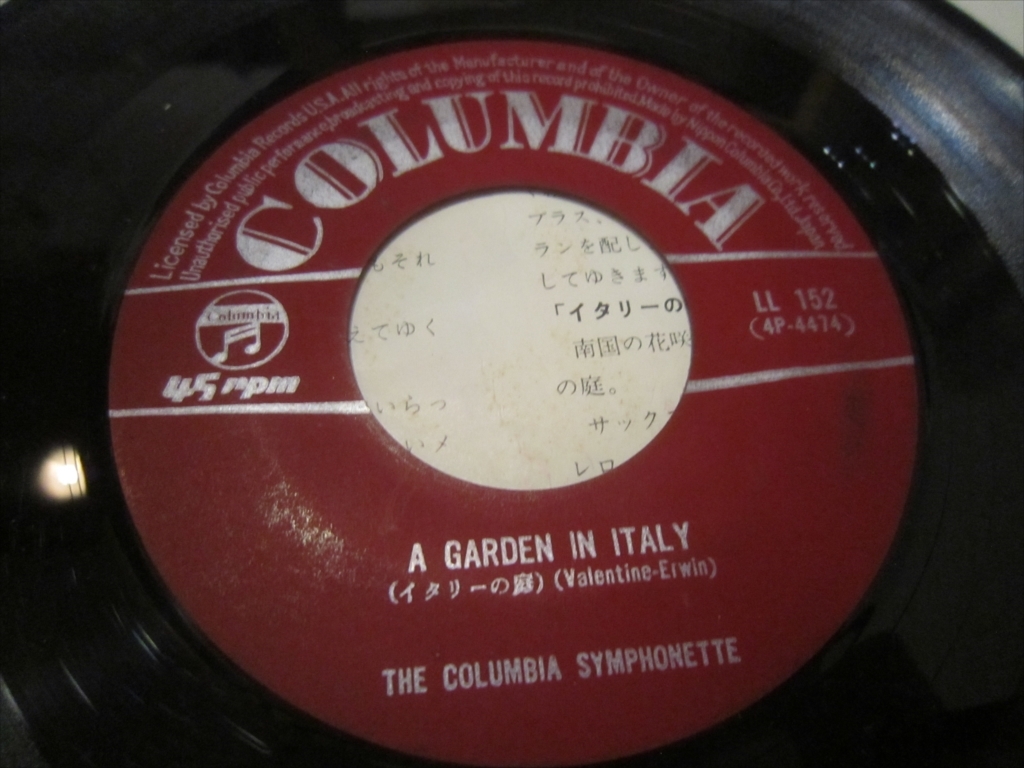 Licensed by Columbia Records U.S.A. All rights of the Manufacturer and of the Owner of the recorded work reserved
Unauthorised public performance, broadcasting and copying of this record prohibited. Made by Nippon Columbia Co., Ltd. Japan
COLUMBIA
Columbia
45 rpm
LL 152
(4P-4474)
もそれ
えてゆく
いらっ
いメ
ブラス、
ランを配し
してゆきます
「イタリーの
南国の花咲
の庭。
サック
レロ
A GARDEN IN ITALY
(イタリーの庭) (Valentine-Erwin)
THE COLUMBIA SYMPHONETTE